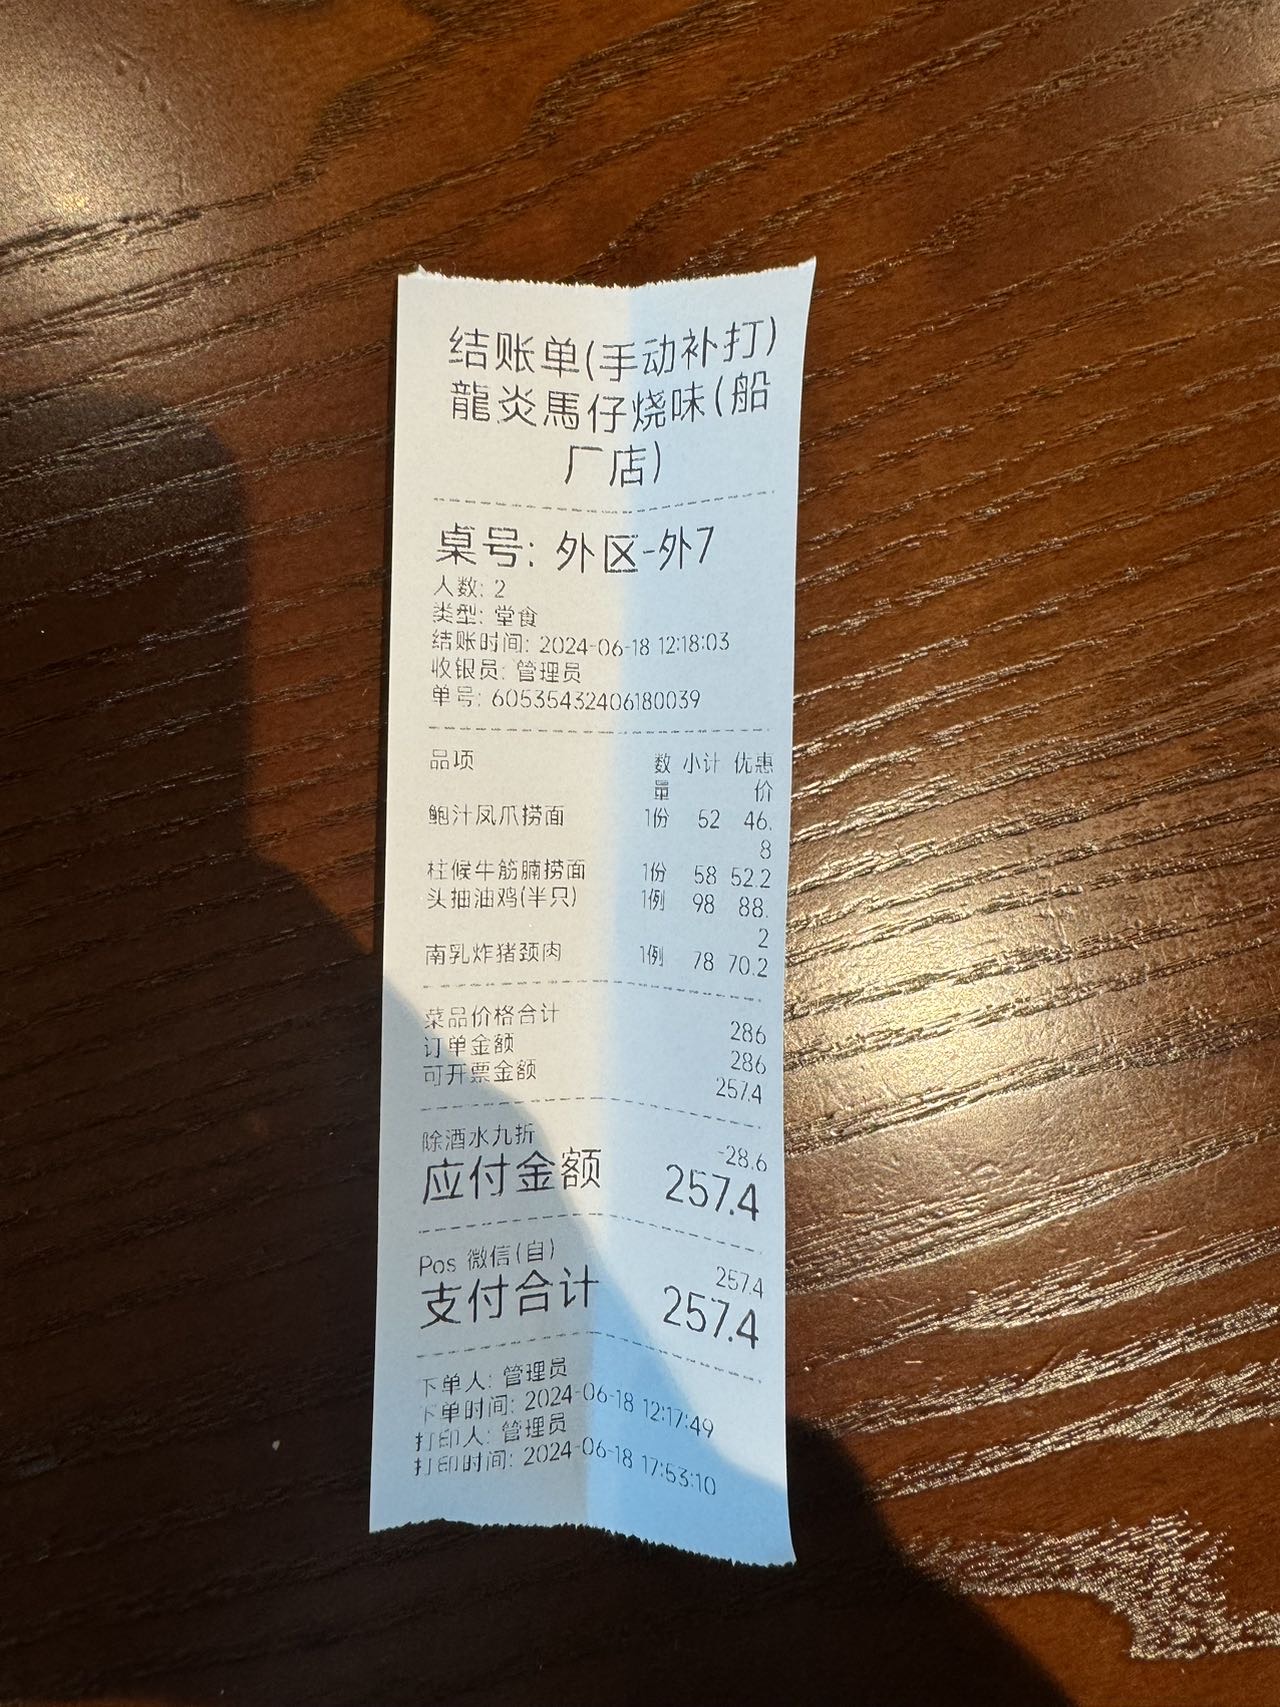 结账单(手动补打)
龍炎馬仔烧味(船
厂店)
桌号: 外区-外7
人数: 2
类型: 堂食
结账时间: 2024-06-18 12:18:03
收银员: 管理员
单号: 60535432406180039
品项 数 小计 优惠
量 价
鲍汁凤爪捞面 1份 52 46.
8
柱候牛筋腩捞面 1份 58 52.2
头抽油鸡(半只) 1例 98 88.
2
南乳炸猪颈肉 1例 78 70.2
菜品价格合计 286
订单金额 286
可开票金额 257.4
除酒水九折 -28.6
应付金额 257.4
Pos 微信(自) 257.4
支付合计 257.4
下单人: 管理员
下单时间: 2024-06-18 12:17:49
打印人: 管理员
打印时间: 2024-06-18 17:53:10